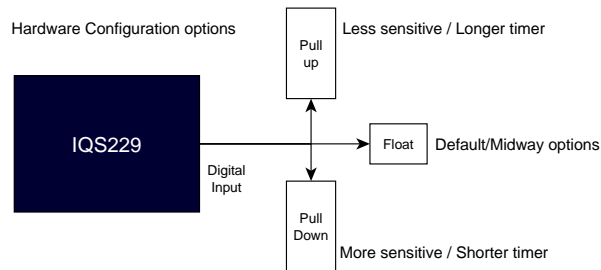 Hardware Configuration options
Less sensitive / Longer timer
Pull
up
IQS229
Float
Default/Midway options
Digital
Input
Pull
Down
More sensitive / Shorter timer